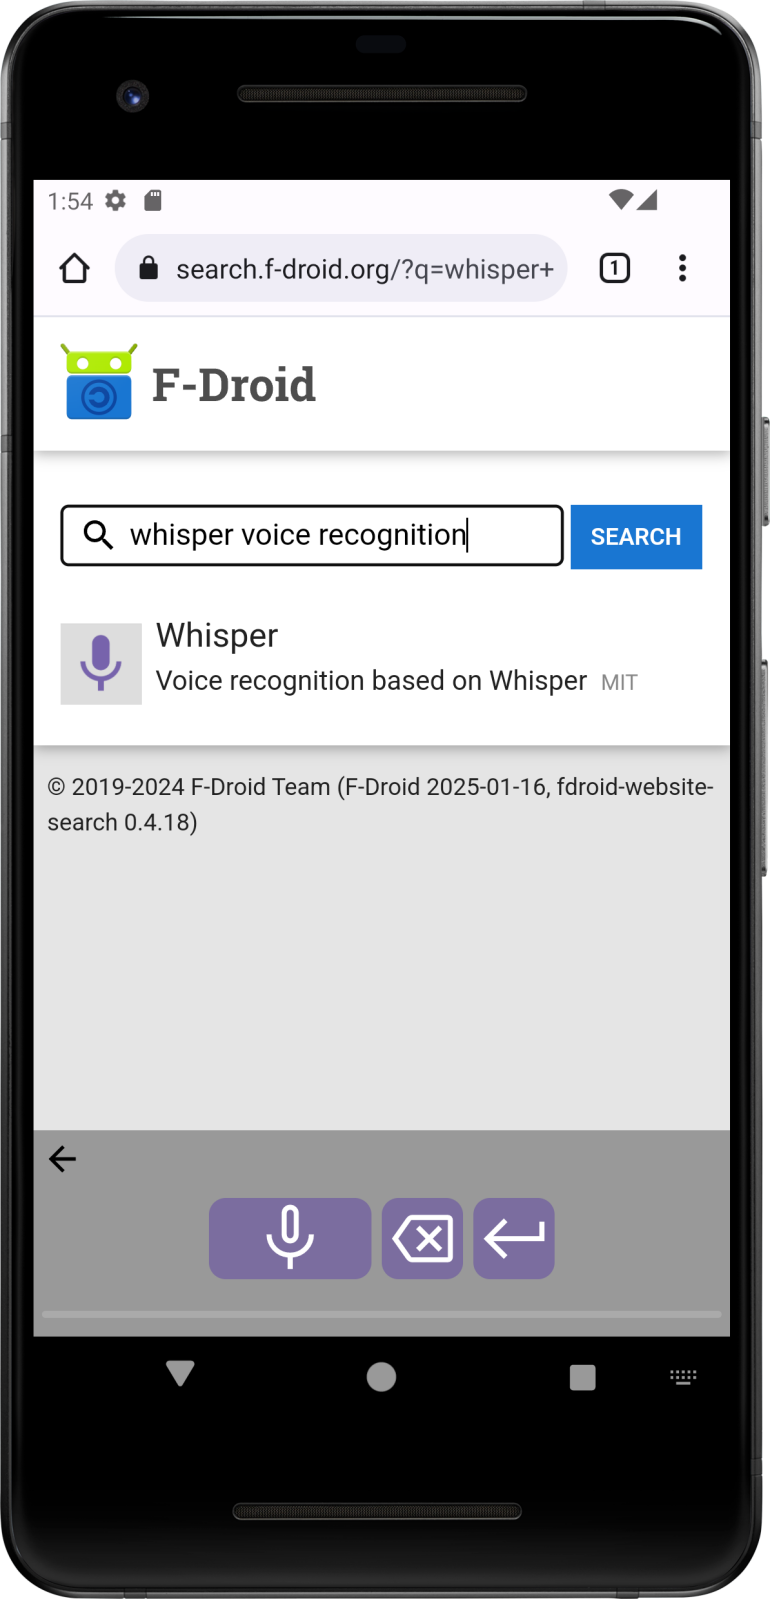 1:54
search.f-droid.org/?q=whisper+
1
F-Droid
whisper voice recognition
SEARCH
Whisper
Voice recognition based on Whisper MIT
© 2019-2024 F-Droid Team (F-Droid 2025-01-16, fdroid-website-
search 0.4.18)